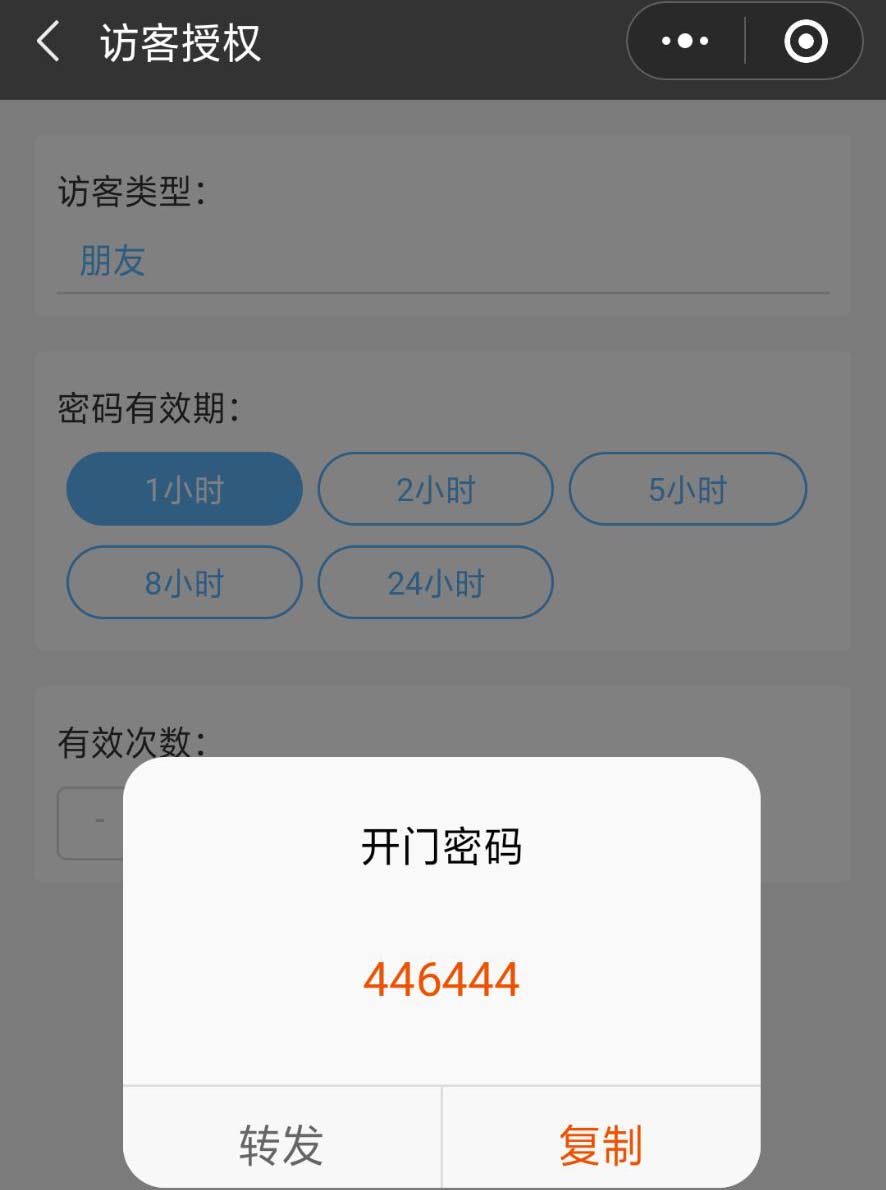 访客授权
访客类型：
朋友
密码有效期：
1小时 2小时 5小时
8小时 24小时
有效次数：
-
开门密码
446444
转发 复制